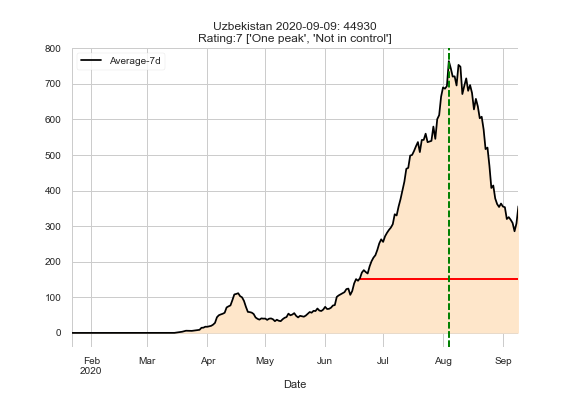 Uzbekistan 2020-09-09: 44930
Rating:7 ['One peak', 'Not in control']
Average-7d
800
700
600
500
400
300
200
100
0
Feb Mar Apr May Jun Jul Aug Sep
2020
Date